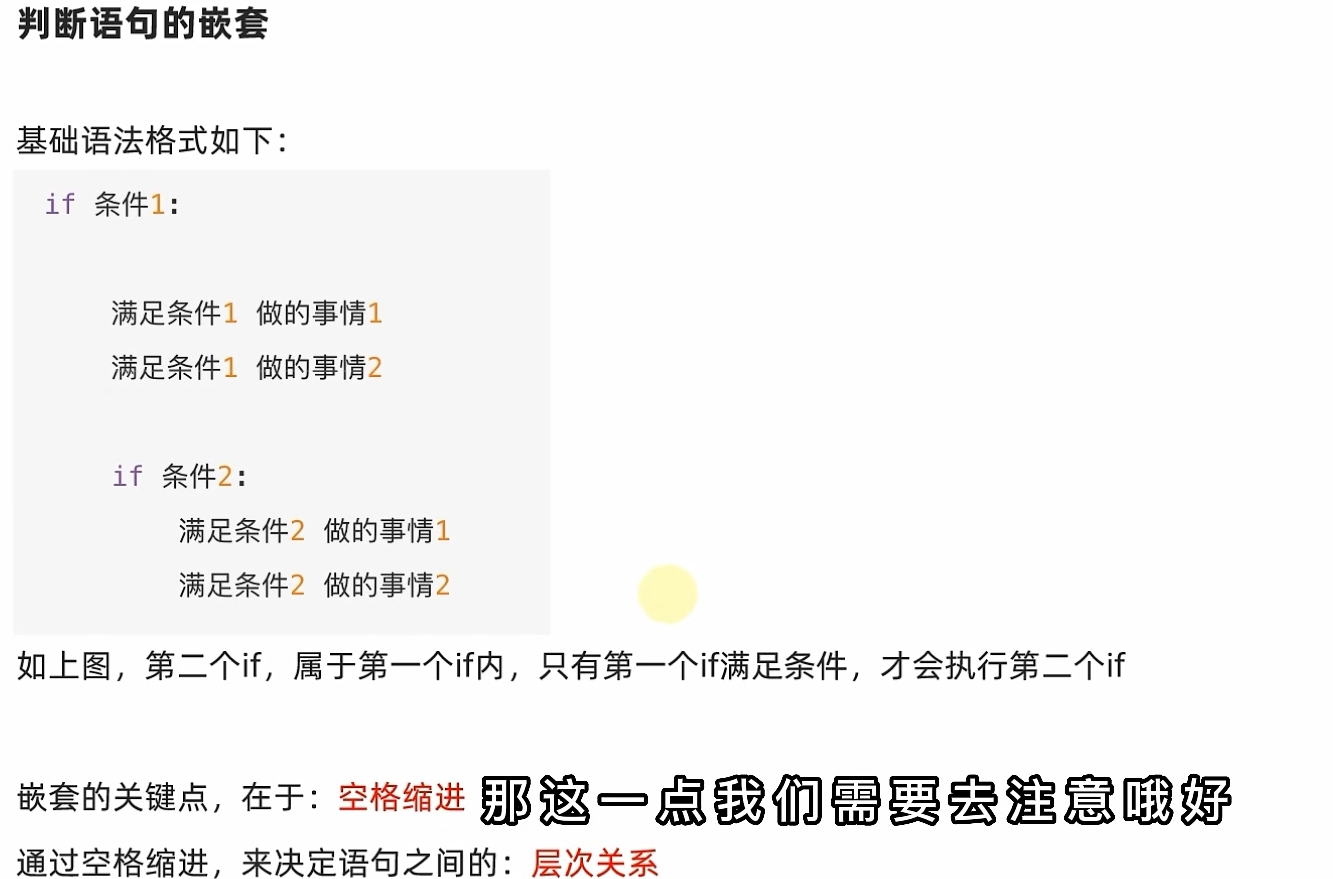 判断语句的嵌套
基础语法格式如下：
if 条件1:
满足条件1 做的事情1
满足条件1 做的事情2
if 条件2:
满足条件2 做的事情1
满足条件2 做的事情2
如上图，第二个if，属于第一个if内，只有第一个if满足条件，才会执行第二个if
嵌套的关键点，在于：空格缩进 那这一点我们需要去注意哦好
通过空格缩进，来决定语句之间的：层次关系